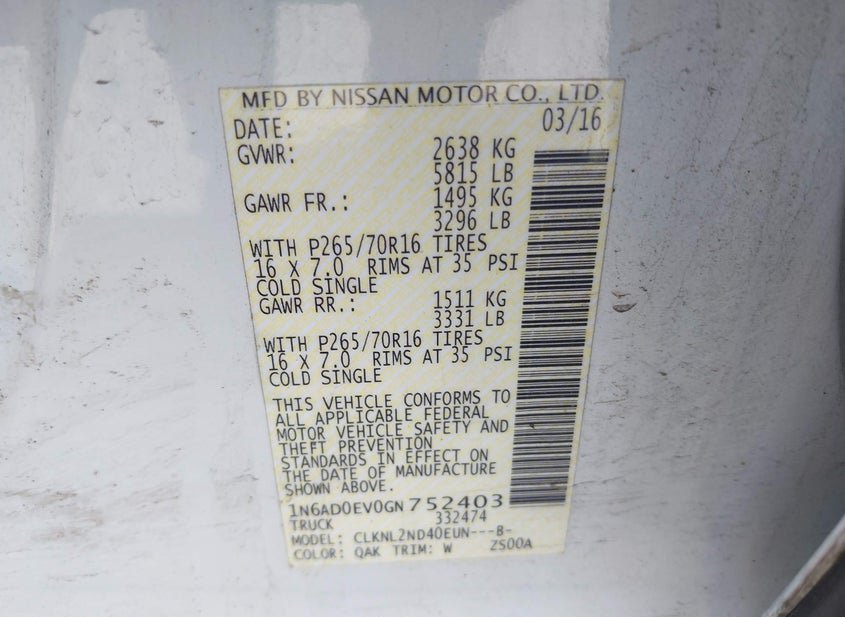 MFD BY NISSAN MOTOR CO., LTD.
DATE: 03/16
GVWR: 2638 KG
5815 LB
GAWR FR.: 1495 KG
3296 LB
WITH P265/70R16 TIRES
16 X 7.0 RIMS AT 35 PSI
COLD SINGLE
GAWR RR.: 1511 KG
3331 LB
WITH P265/70R16 TIRES
16 X 7.0 RIMS AT 35 PSI
COLD SINGLE
THIS VEHICLE CONFORMS TO
ALL APPLICABLE FEDERAL
MOTOR VEHICLE SAFETY AND
THEFT PREVENTION
STANDARDS IN EFFECT ON
THE DATE OF MANUFACTURE
SHOWN ABOVE.
1N6AD0EV0GN752403
TRUCK 332474
MODEL: CLKNL2ND40EUN---B-
COLOR: QAK TRIM: W ZS00A